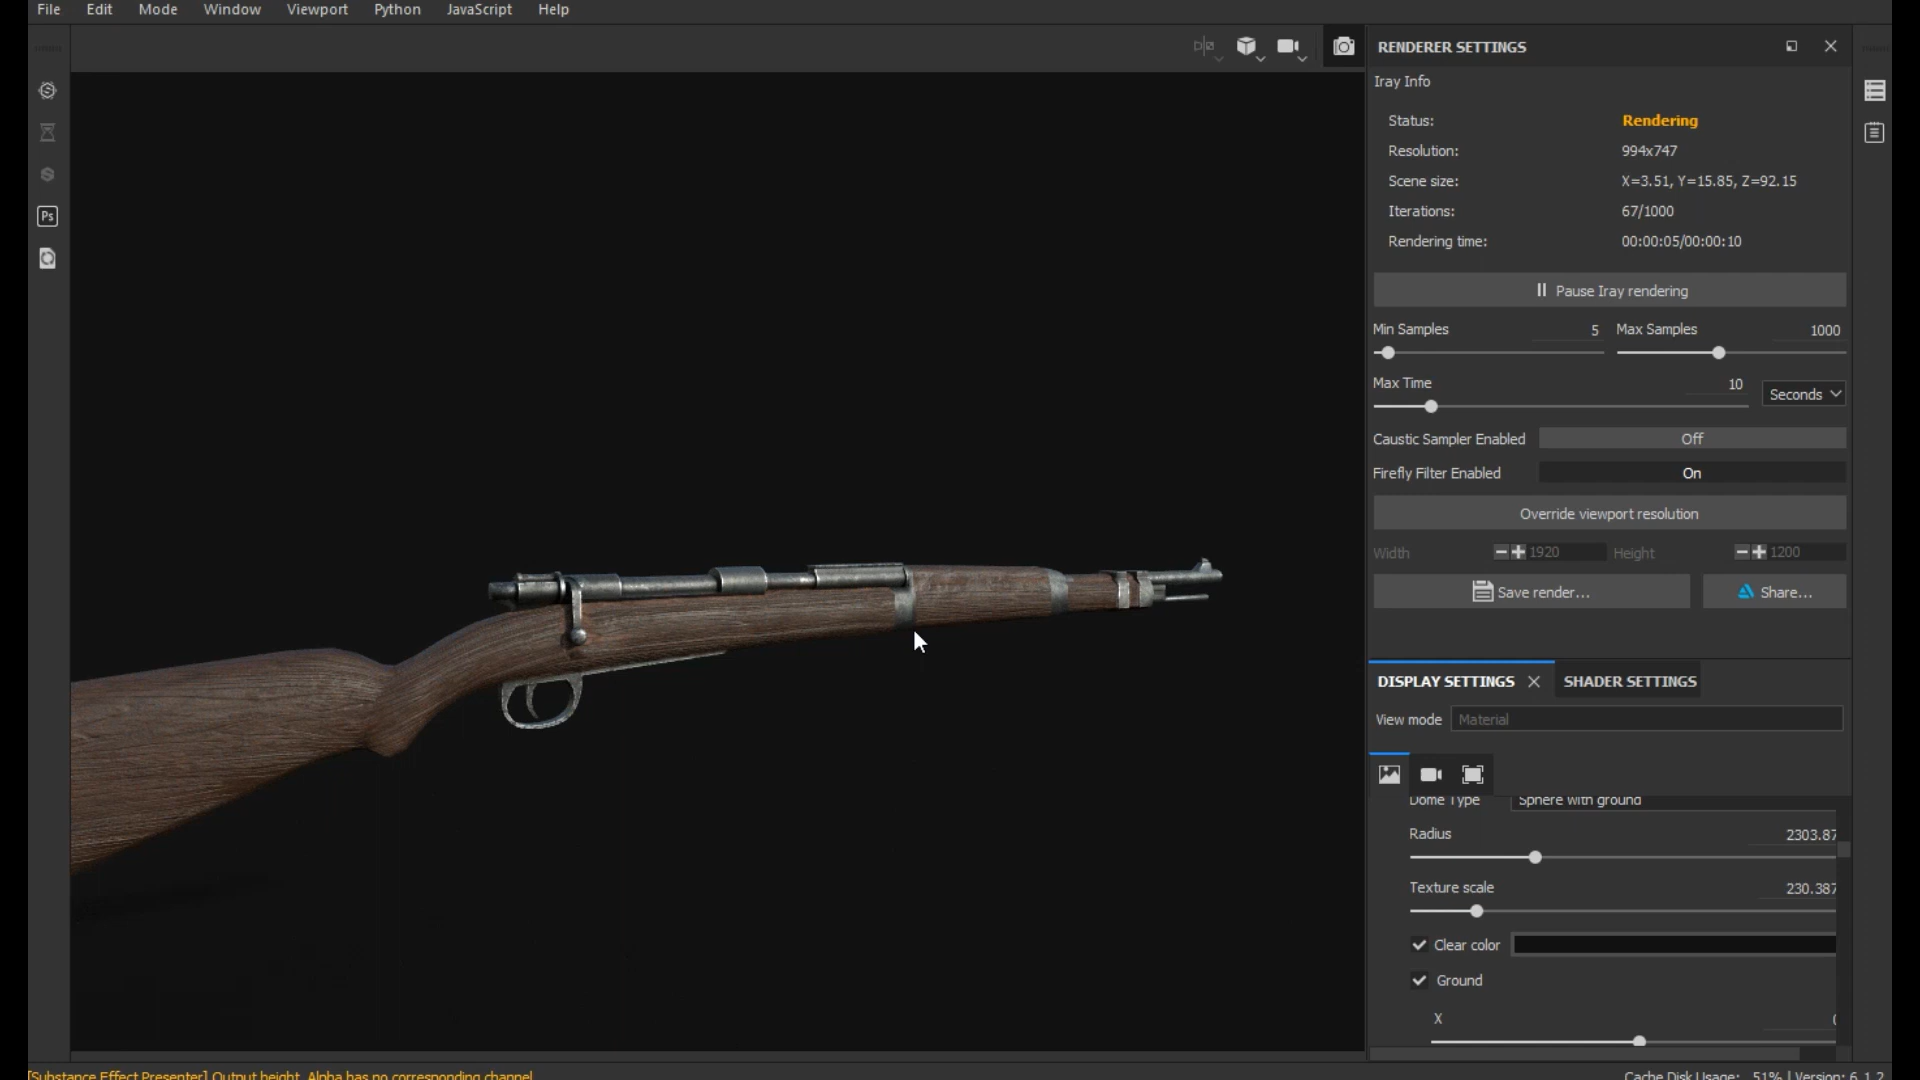 File Edit Mode Window Viewport Python JavaScript Help
RENDERER SETTINGS
Iray Info
Status: Rendering
Resolution: 994x747
Scene size: X=3.51, Y=15.85, Z=92.15
Iterations: 67/1000
Rendering time: 00:00:05/00:00:10
Pause Iray rendering
Min Samples 5 Max Samples 1000
Max Time 10 Seconds
Caustic Sampler Enabled Off
Firefly Filter Enabled On
Override viewport resolution
Width 1920 Height 1200
Save render... Share...
DISPLAY SETTINGS SHADER SETTINGS
View mode Material
Ps
Dome Type Sphere with ground
Radius 2303.87
Texture scale 230.387
Clear color
Ground
X
[Substance Effect Presenter] Output height, Alpha has no corresponding channel
Cache Disk Usage: 51% | Version: 6.1.2